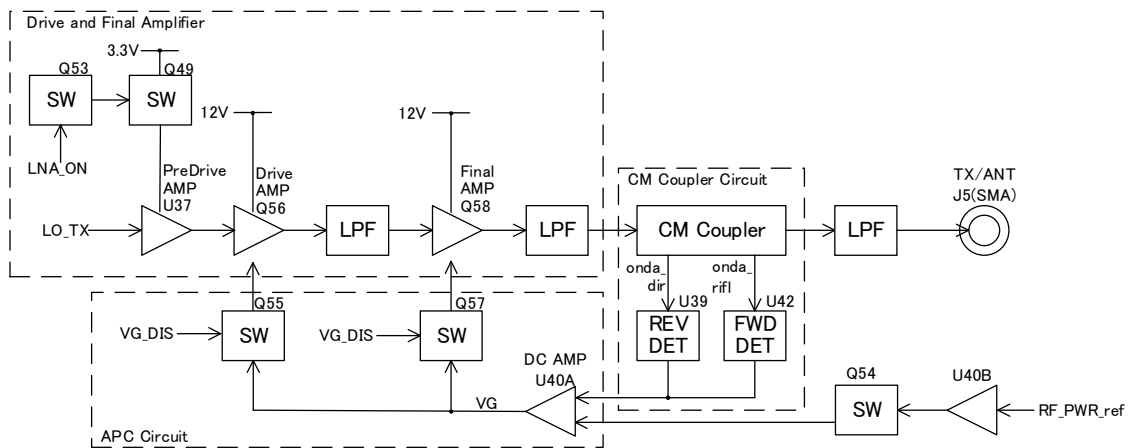 Drive and Final Amplifier
3.3V
Q53
Q49
SW
SW
12V
12V
LNA_ON
PreDrive
AMP
U37
Drive
AMP
Q56
Final
AMP
Q58
CM Coupler Circuit
TX/ANT
J5(SMA)
LO_TX
LPF
LPF
CM Coupler
LPF
onda_
dir
onda_
rifl
Q55
Q57
U39
U42
VG_DIS
SW
VG_DIS
SW
REV
DET
FWD
DET
DC AMP
U40A
Q54
U40B
VG
SW
RF_PWR_ref
APC Circuit